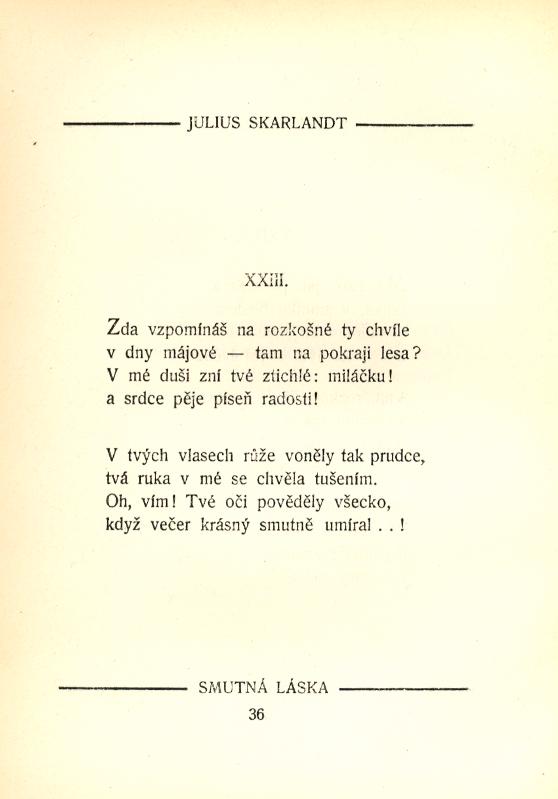 JULIUS SKARLANDT
XXIII.
Zda vzpomínáš na rozkošné ty chvíle
v dny májové — tam na pokraji lesa?
V mé duši zní tvé ztichlé: miláčku!
a srdce pěje píseň radosti!
V tvých vlasech růže voněly tak prudce,
tvá ruka v mé se chvěla tušením.
Oh, vím! Tvé oči pověděly všecko,
když večer krásný smutně umíral . . !
SMUTNÁ LÁSKA
36